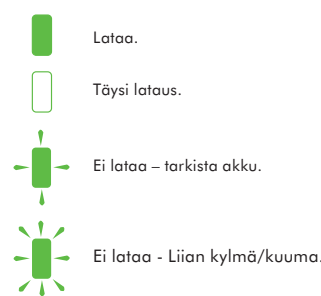 Lataa.
Täysi lataus.
Ei lataa – tarkista akku.
Ei lataa - Liian kylmä/kuuma.